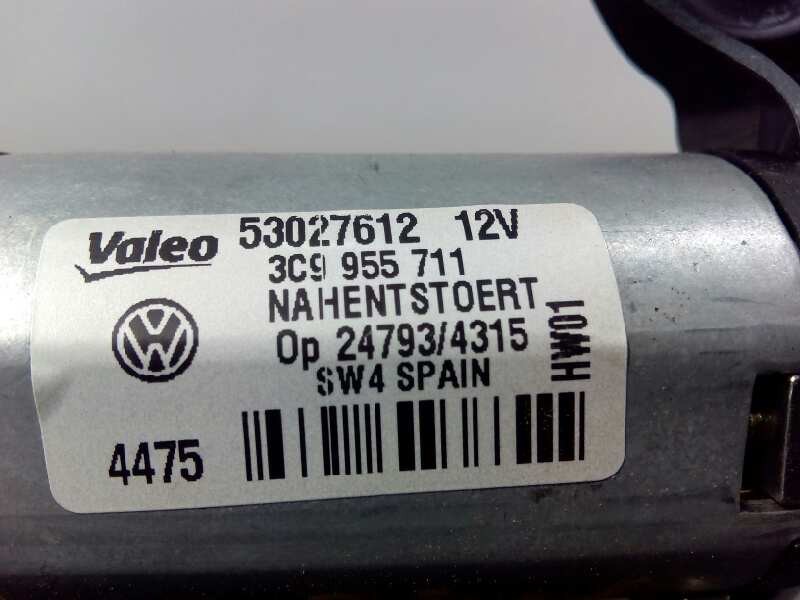 Valeo 53027612 12V
3C9 955 711
NAHENTSTOERT
Op 24793/4315
SW4 SPAIN
HW01
4475